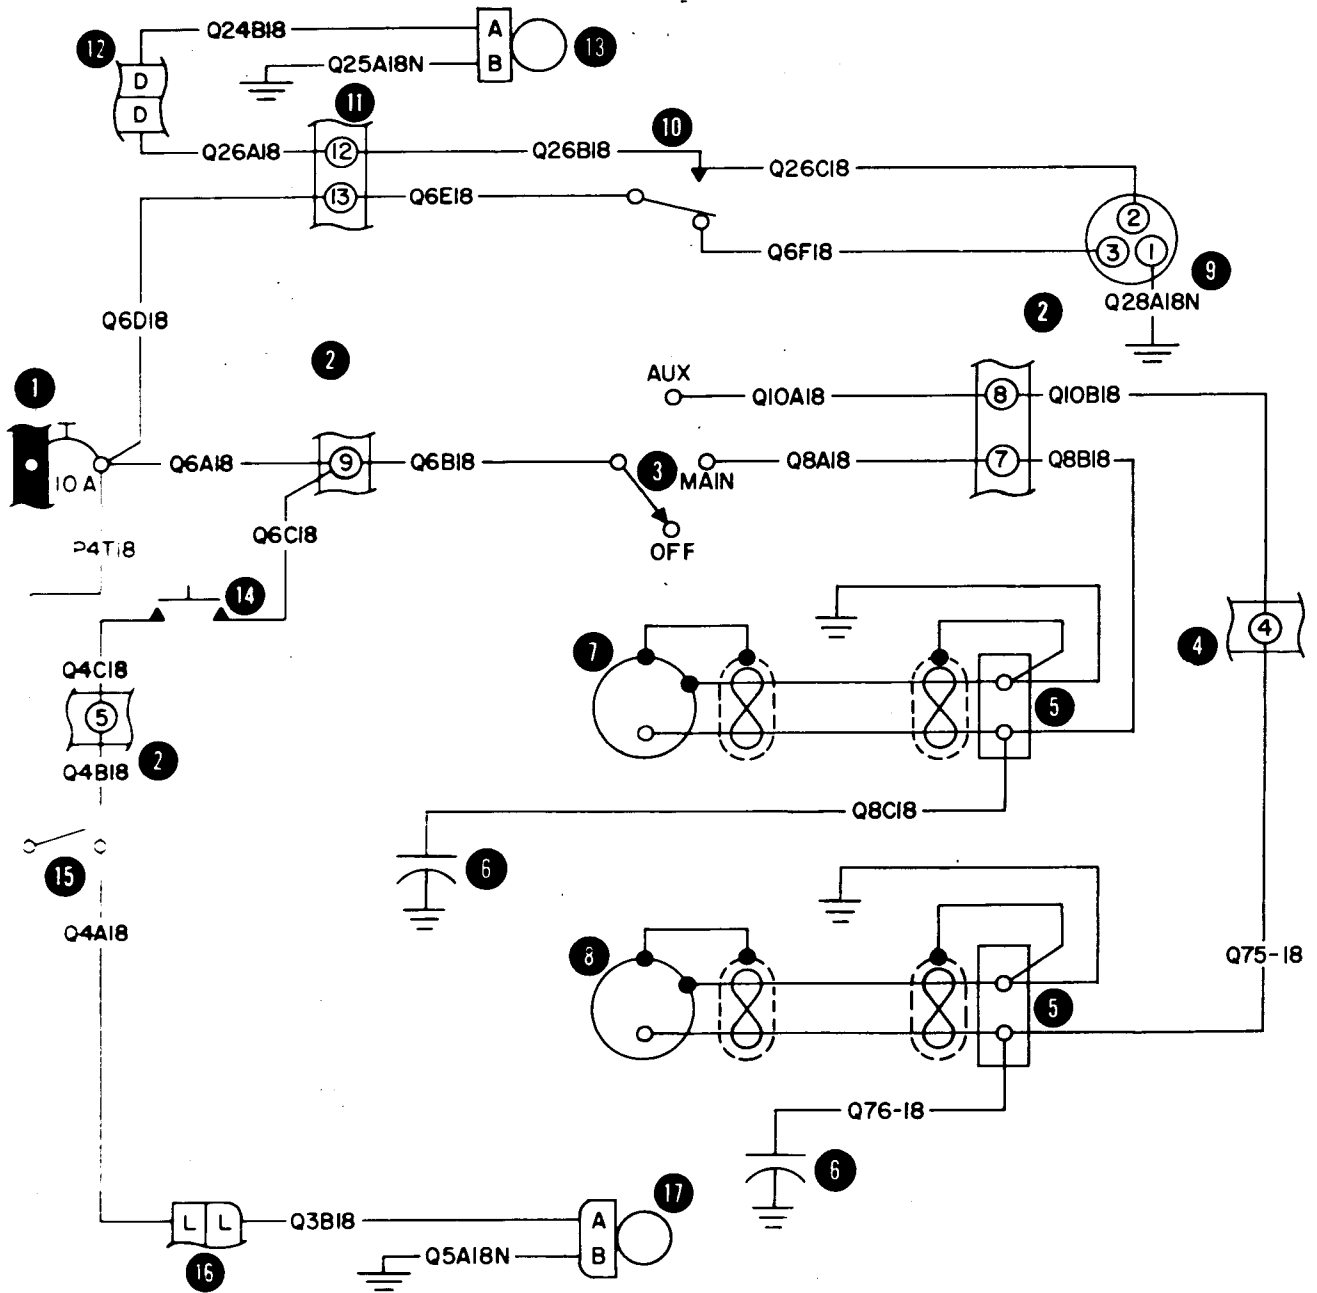 12
Q24B18
A
B
13
D
D
Q25A18N
11
10
Q26A18
12
Q26B18
Q26C18
13
Q6E18
2
3
1
Q6F18
9
Q28A18N
Q6D18
2
2
1
AUX
Q10A18
8
Q10B18
10 A
Q6A18
9
Q6B18
3
MAIN
Q8A18
7
Q8B18
Q6C18
OFF
P4T18
14
7
4
4
Q4C18
5
2
5
Q4B18
Q8C18
6
15
Q4A18
8
Q75-18
5
Q76-18
6
17
L
L
Q3B18
A
B
Q5A18N
16